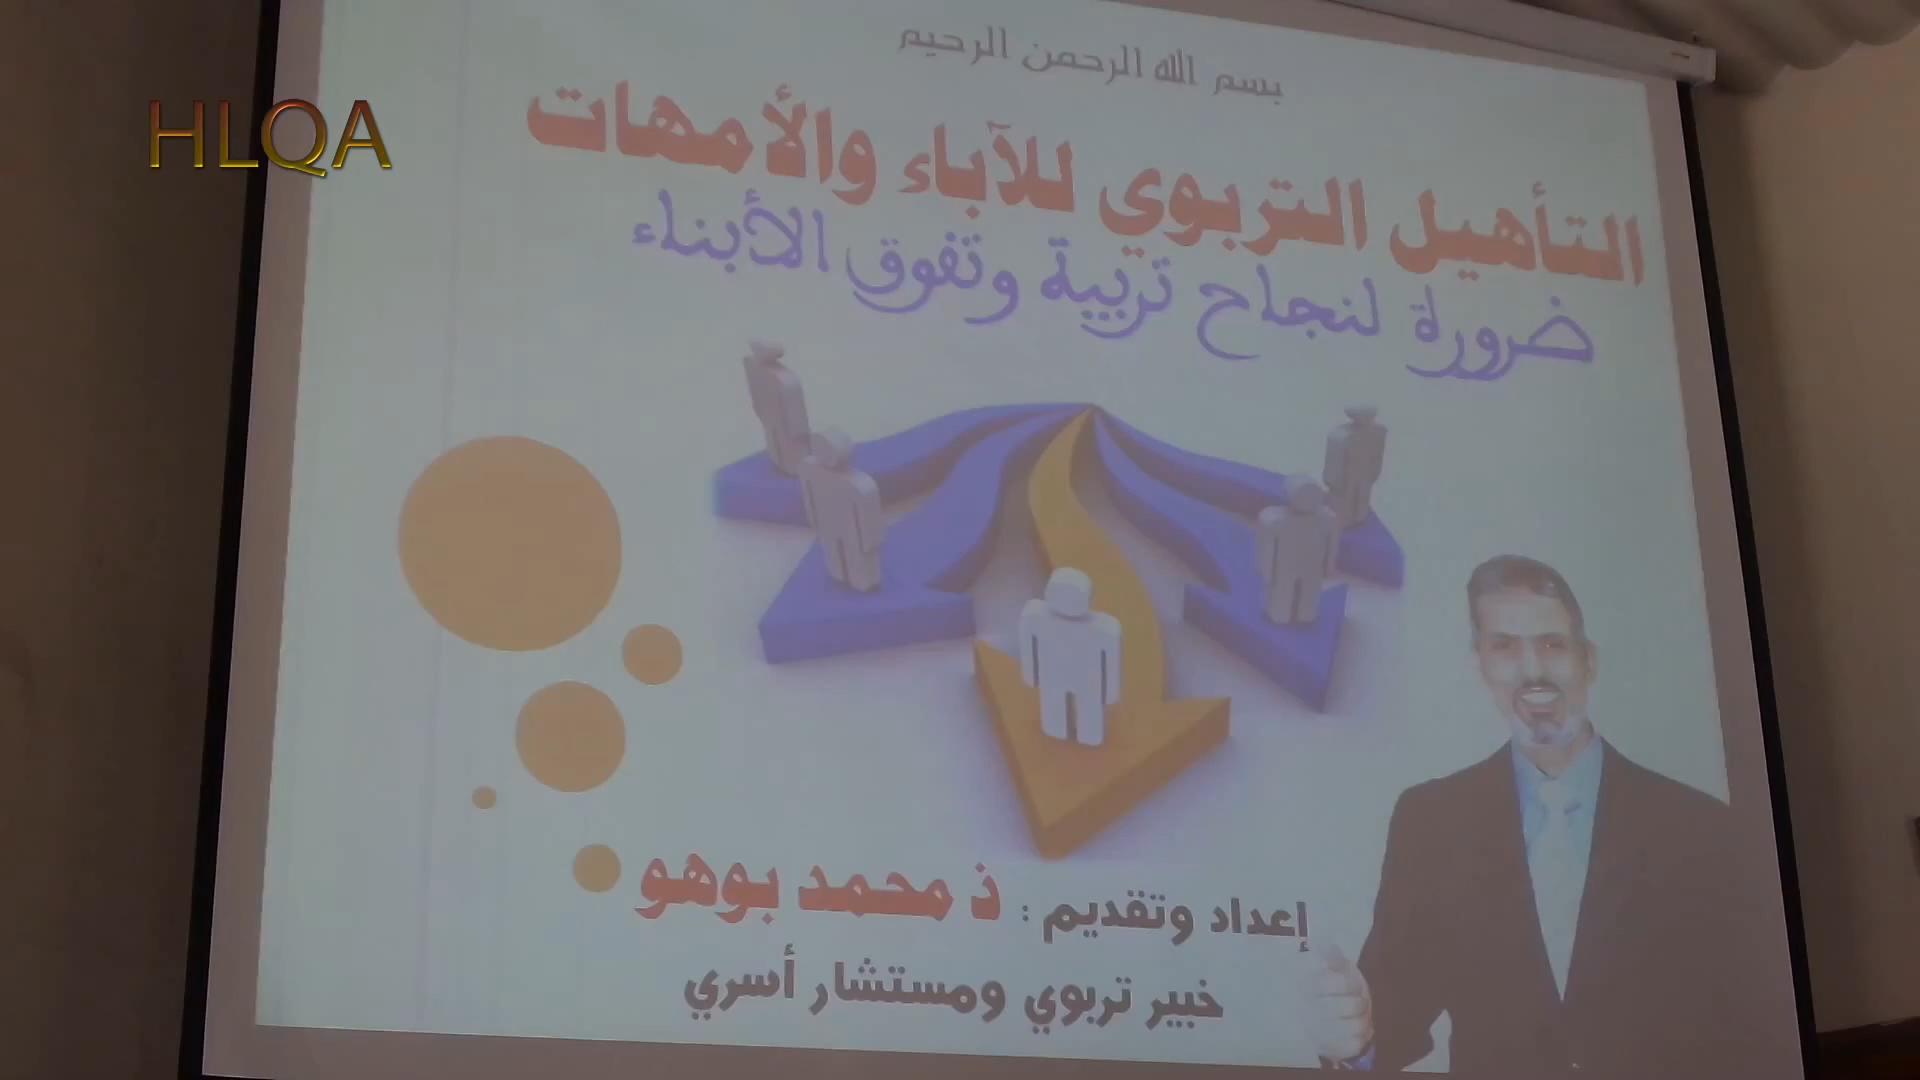 HLQA
بسم الله الرحمن الرحيم
التأهيل التربوي للآباء والأمهات
ضرورة لنجاح تربية وتفوق الأبناء
إعداد وتقديم : ذ محمد بوهو
خبير تربوي ومستشار أسري